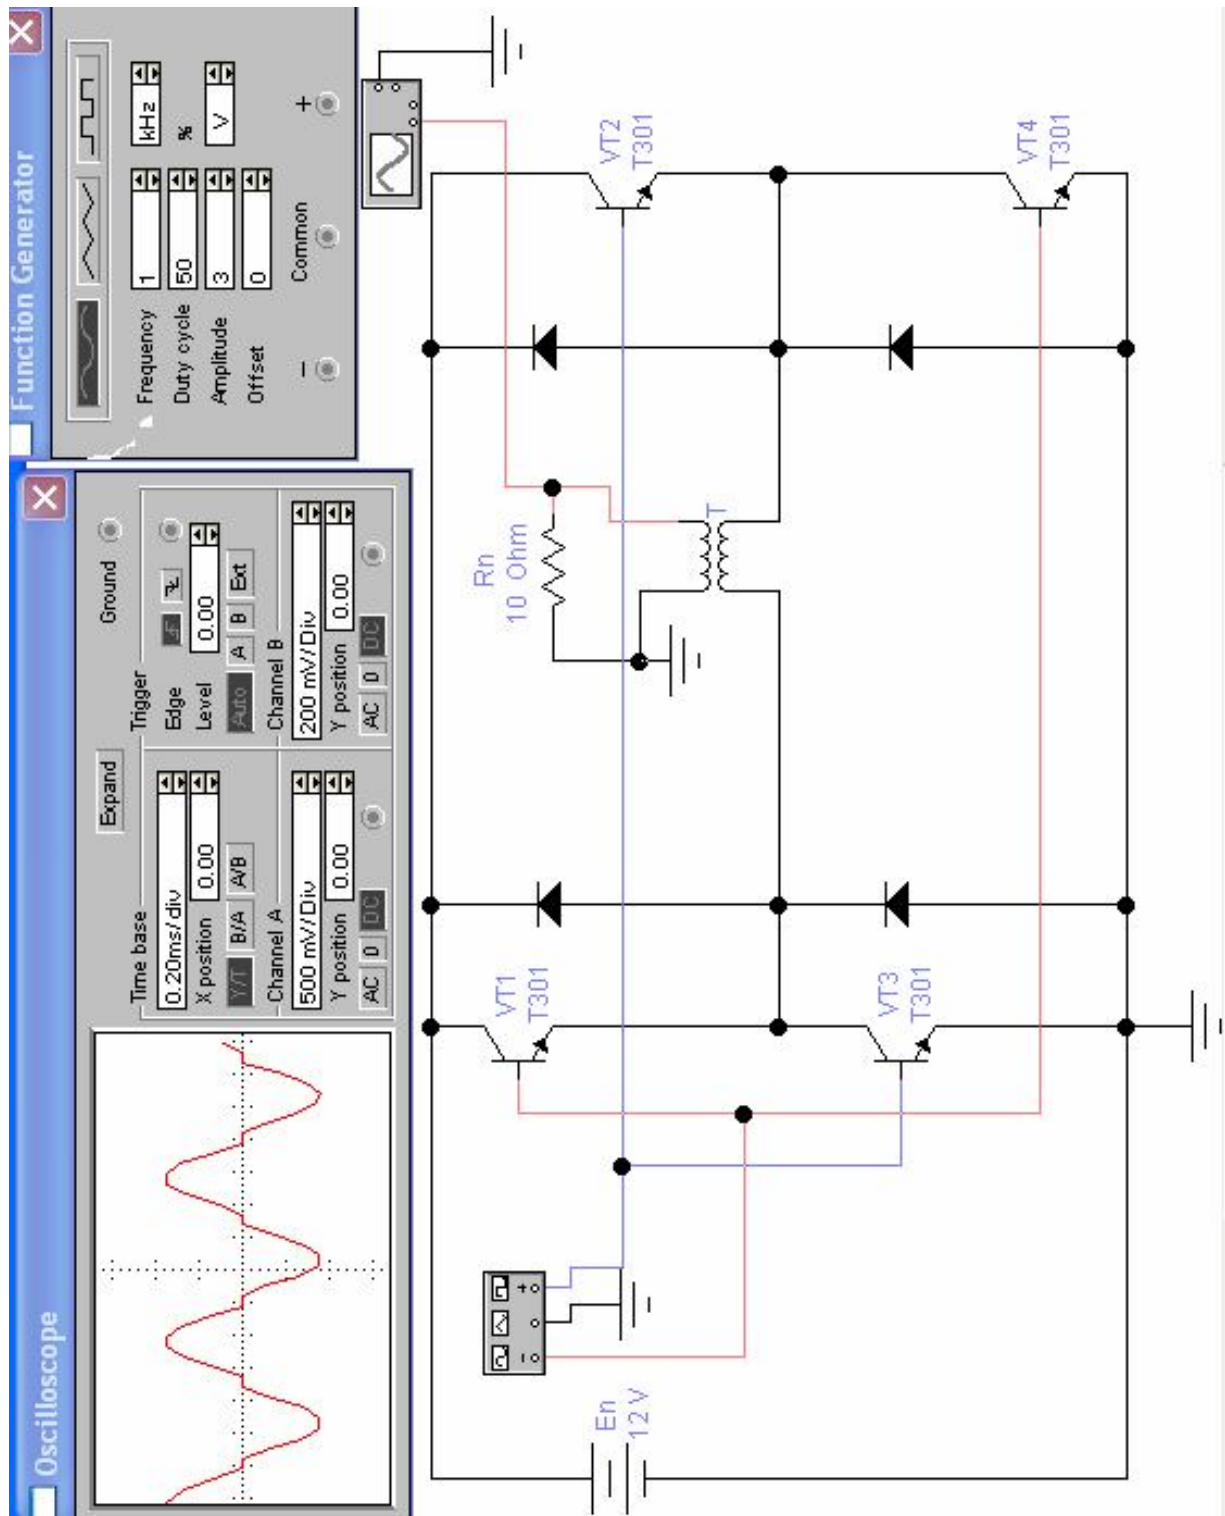 Oscilloscope
Expand
Ground
Time base
0.20ms/div
X position 0.00
Y/T B/A A/B
Trigger
Edge
Level 0.00
Auto A B Ext
Channel A
500 mV/Div
Y position 0.00
AC 0 DC
Channel B
200 mV/Div
Y position 0.00
AC 0 DC
Function Generator
Frequency 1 kHz
Duty cycle 50 %
Amplitude 3 V
Offset 0
− Common +
En
12 V
− +
VT1
T301
VT3
T301
Rn
10 Ohm
T
VT2
T301
VT4
T301